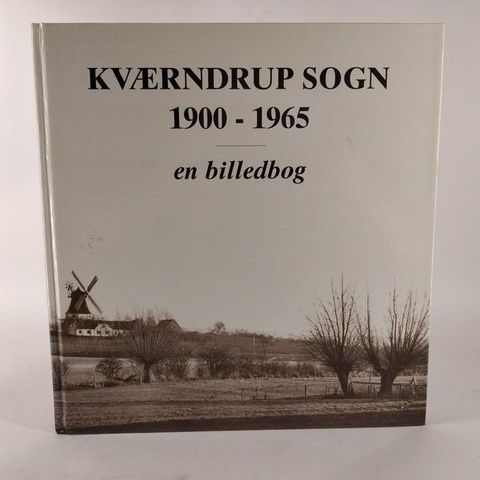 KVÆRNDRUP SOGN
1900 - 1965
en billedbog